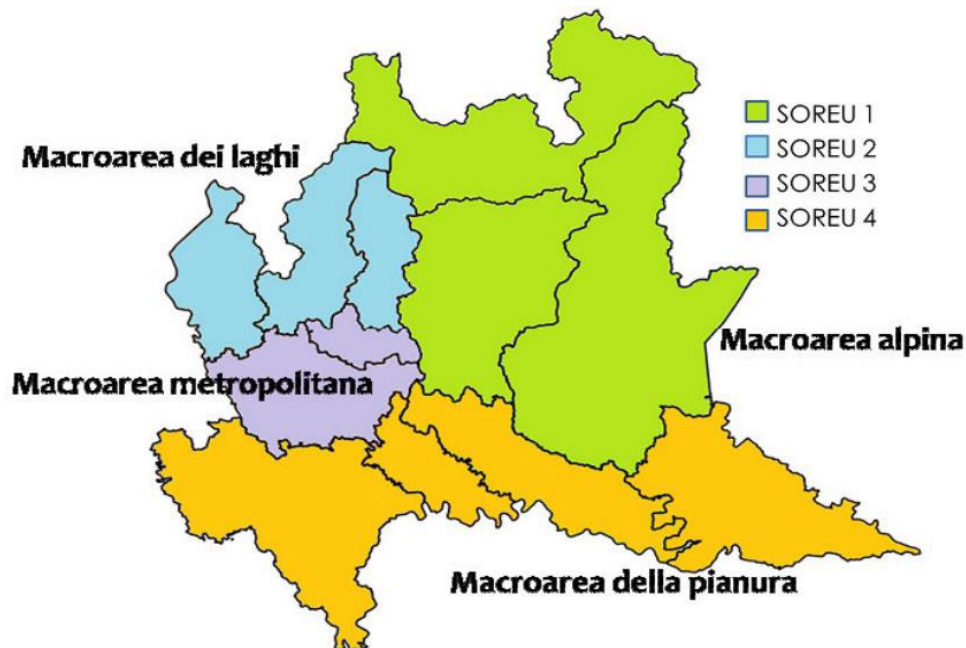 SOREU 1
SOREU 2
SOREU 3
SOREU 4
Macroarea dei laghi
Macroarea alpina
Macroarea metropolitana
Macroarea della pianura